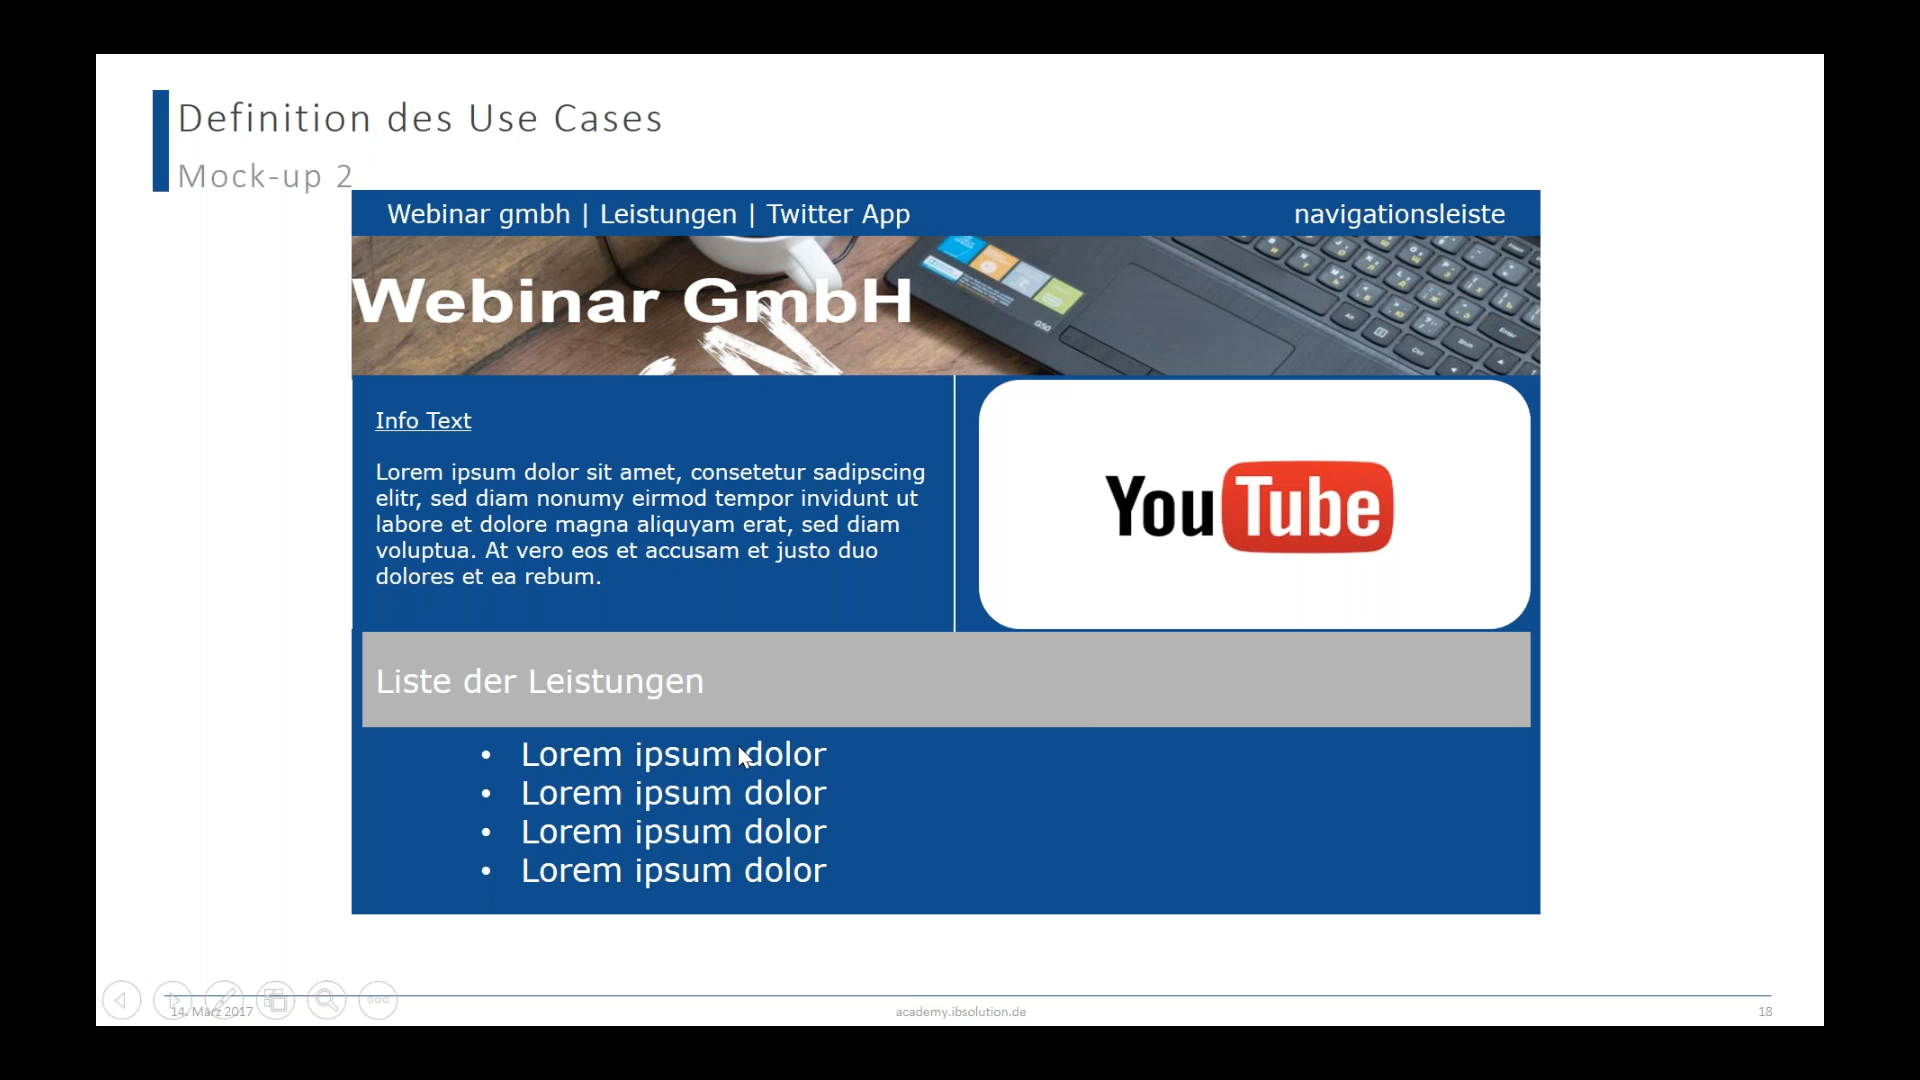 Definition des Use Cases
Mock-up 2
Webinar gmbh | Leistungen | Twitter App
navigationsleiste
Webinar GmbH
Info Text
Lorem ipsum dolor sit amet, consetetur sadipscing
elitr, sed diam nonumy eirmod tempor invidunt ut
labore et dolore magna aliquyam erat, sed diam
voluptua. At vero eos et accusam et justo duo
dolores et ea rebum.
YouTube
Liste der Leistungen
• Lorem ipsum dolor
• Lorem ipsum dolor
• Lorem ipsum dolor
• Lorem ipsum dolor
14. März 2017
academy.ibsolution.de
18